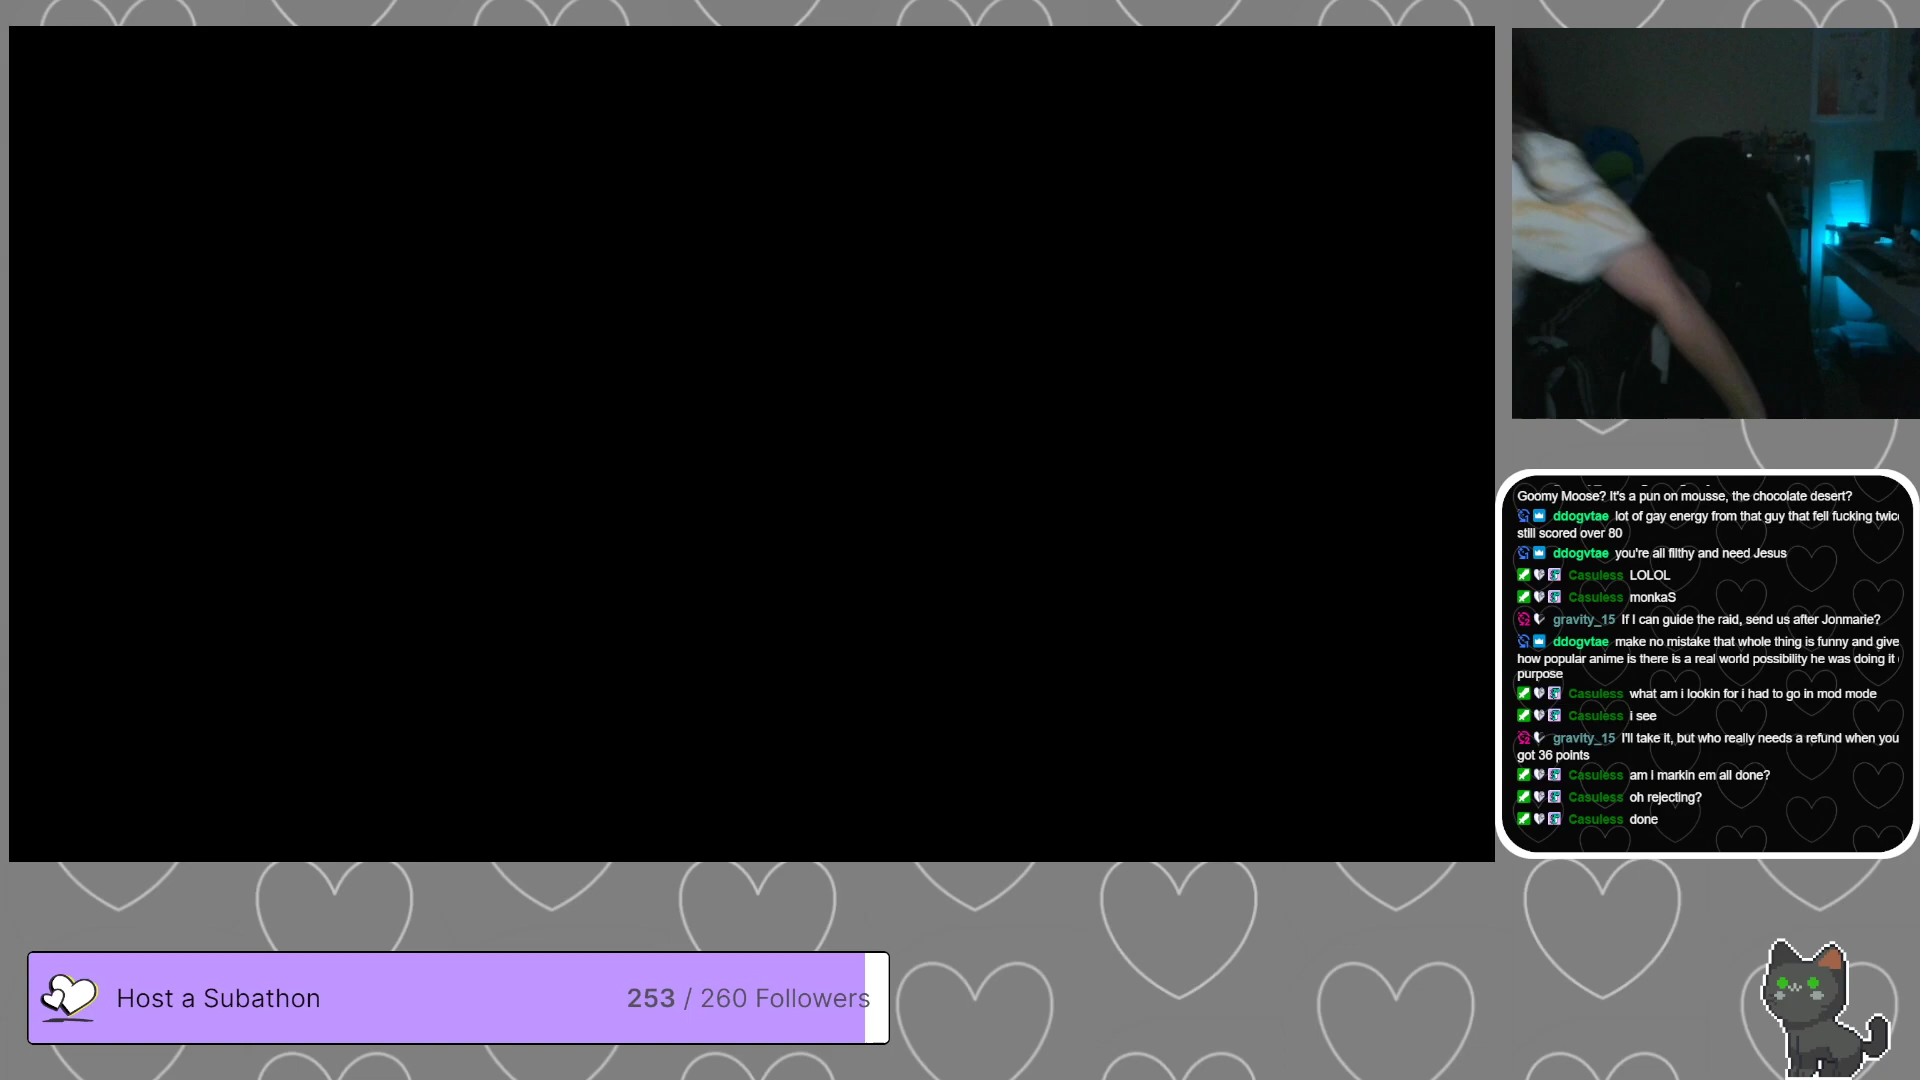 Goomy Moose? It's a pun on mousse, the chocolate desert?
ddogvtae lot of gay energy from that guy that fell fucking twic
still scored over 80
ddogvtae you're all filthy and need Jesus
Casuless LOLOL
Casuless monkaS
gravity_15 If I can guide the raid, send us after Jonmarie?
ddogvtae make no mistake that whole thing is funny and give
how popular anime is there is a real world possibility he was doing it
purpose
Casuless what am i lookin for i had to go in mod mode
Casuless i see
gravity_15 I'll take it, but who really needs a refund when you
got 36 points
Casuless am i markin em all done?
Casuless oh rejecting?
Casuless done
Host a Subathon
253 / 260 Followers